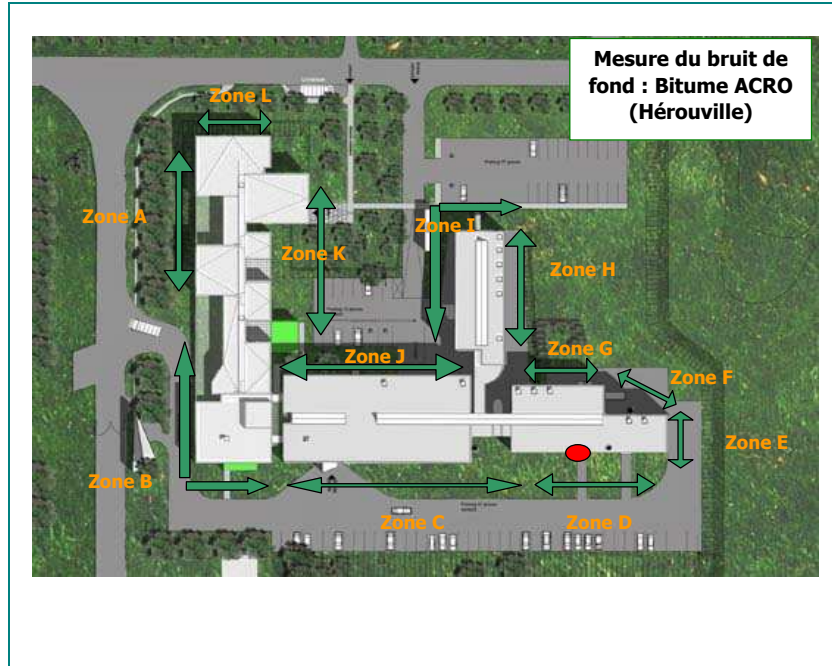 Mesure du bruit de
fond : Bitume ACRO
(Hérouville)
Zone L
Zone A
Zone I
Zone K
Zone H
Zone J
Zone G
Zone F
Zone E
Zone B
Zone C
Zone D